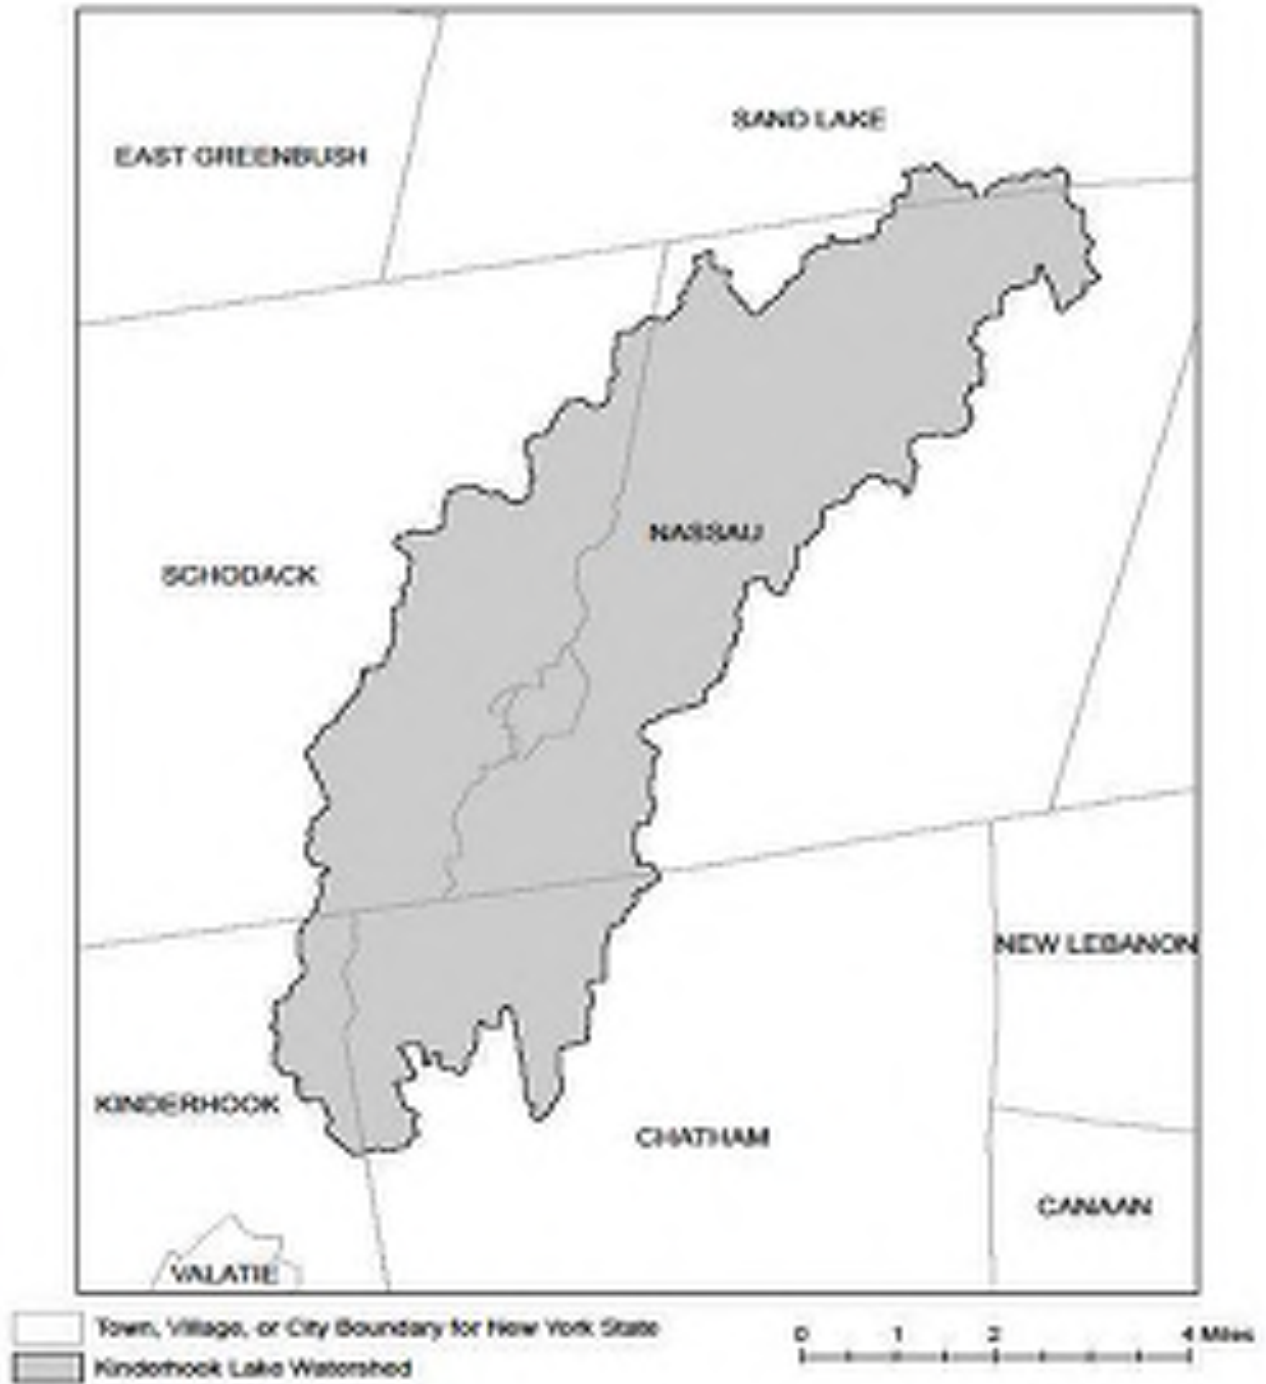 SAND LAKE
EAST GREENBUSH
NASSAU
SCHODACK
NEW LEBANON
KINDERHOOK
CHATHAM
CANAAN
VALATIE
Town, Village, or City Boundary for New York State
0 1 2 4 Miles
Kinderhook Lake Watershed